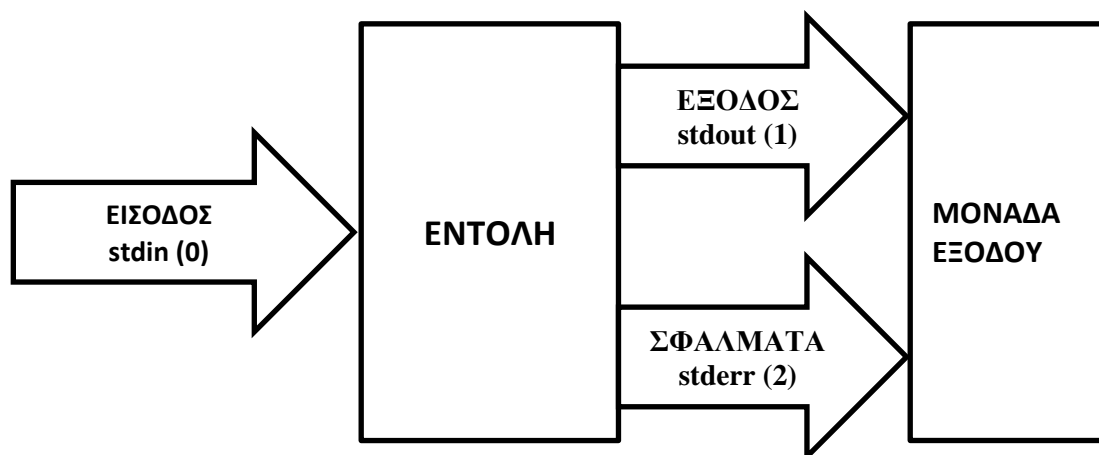 ΕΙΣΟΔΟΣ
stdin (0)
ΕΝΤΟΛΗ
ΕΞΟΔΟΣ
stdout (1)
ΣΦΑΛΜΑΤΑ
stderr (2)
ΜΟΝΑΔΑ
ΕΞΟΔΟΥ